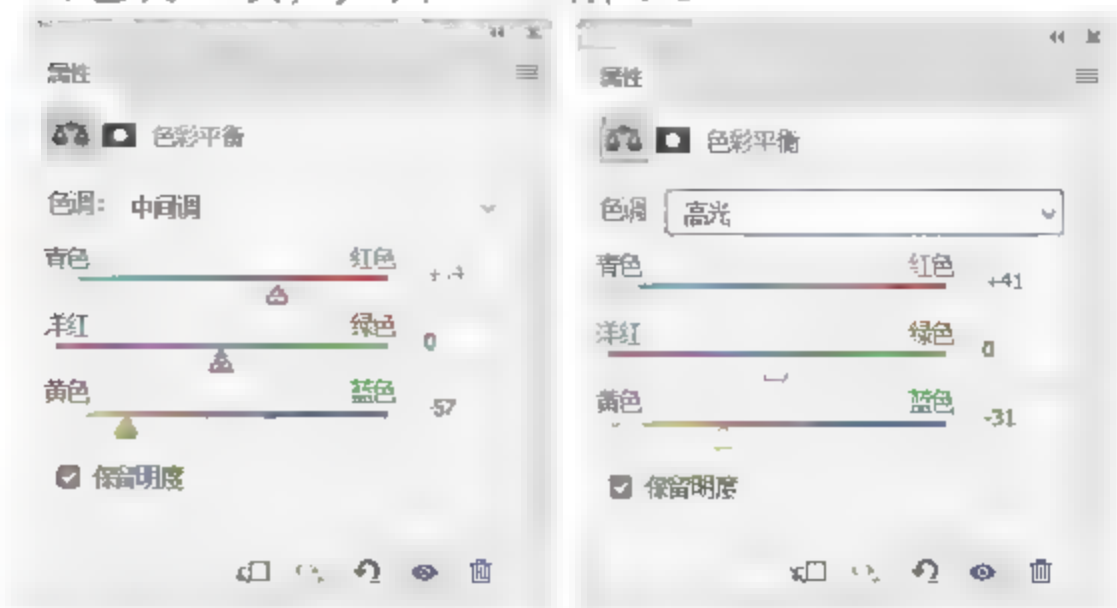 属性
色彩平衡
色调: 中间调
青色 红色
洋红 绿色 0
黄色 蓝色 -57
保留明度
属性
色彩平衡
色调 高光
青色 红色 +41
洋红 绿色 0
黄色 蓝色 -31
保留明度